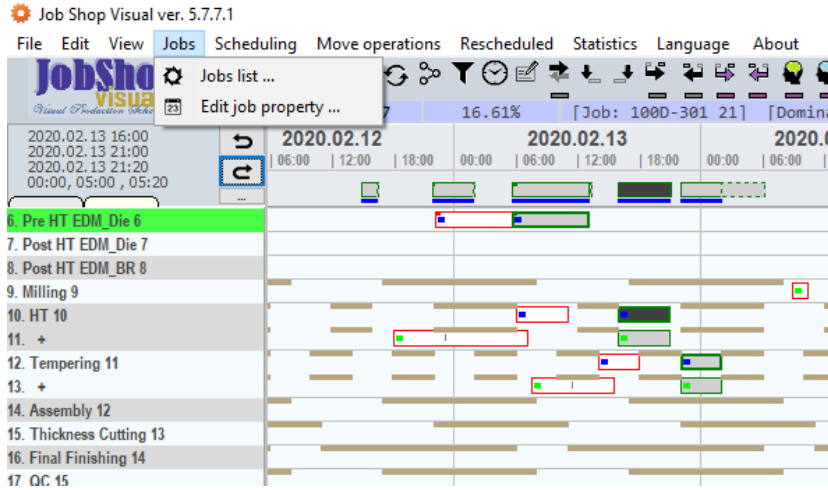 Job Shop Visual ver. 5.7.7.1
File Edit View Jobs Scheduling Move operations Rescheduled Statistics Language About
Jobs list ...
Edit job property ...
16.61% [Job: 100D-301 21]
2020.02.13 16:00
2020.02.13 21:00
2020.02.13 21:20
00:00, 05:00 , 05:20
...
2020.02.12 2020.02.13
06:00 12:00 18:00 00:00 06:00 12:00 18:00 00:00 06:00
6. Pre HT EDM_Die 6
7. Post HT EDM_Die 7
8. Post HT EDM_BR 8
9. Milling 9
10. HT 10
11. +
12. Tempering 11
13. +
14. Assembly 12
15. Thickness Cutting 13
16. Final Finishing 14
17. QC 15